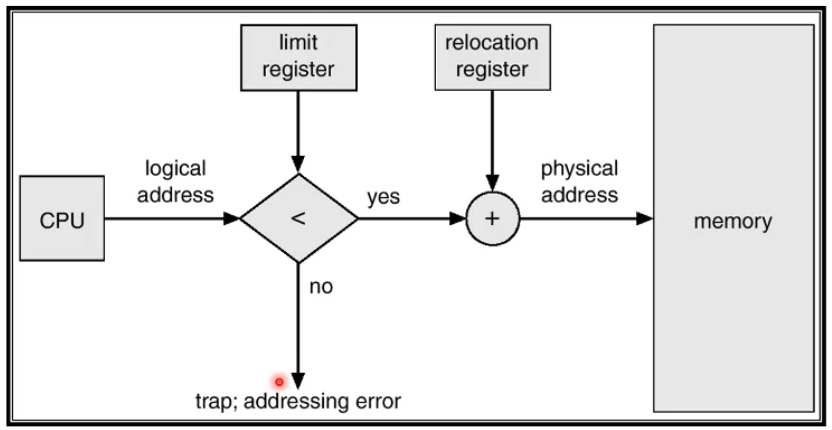 limit
register
relocation
register
logical
address
yes
physical
address
CPU
<
+
memory
no
trap; addressing error